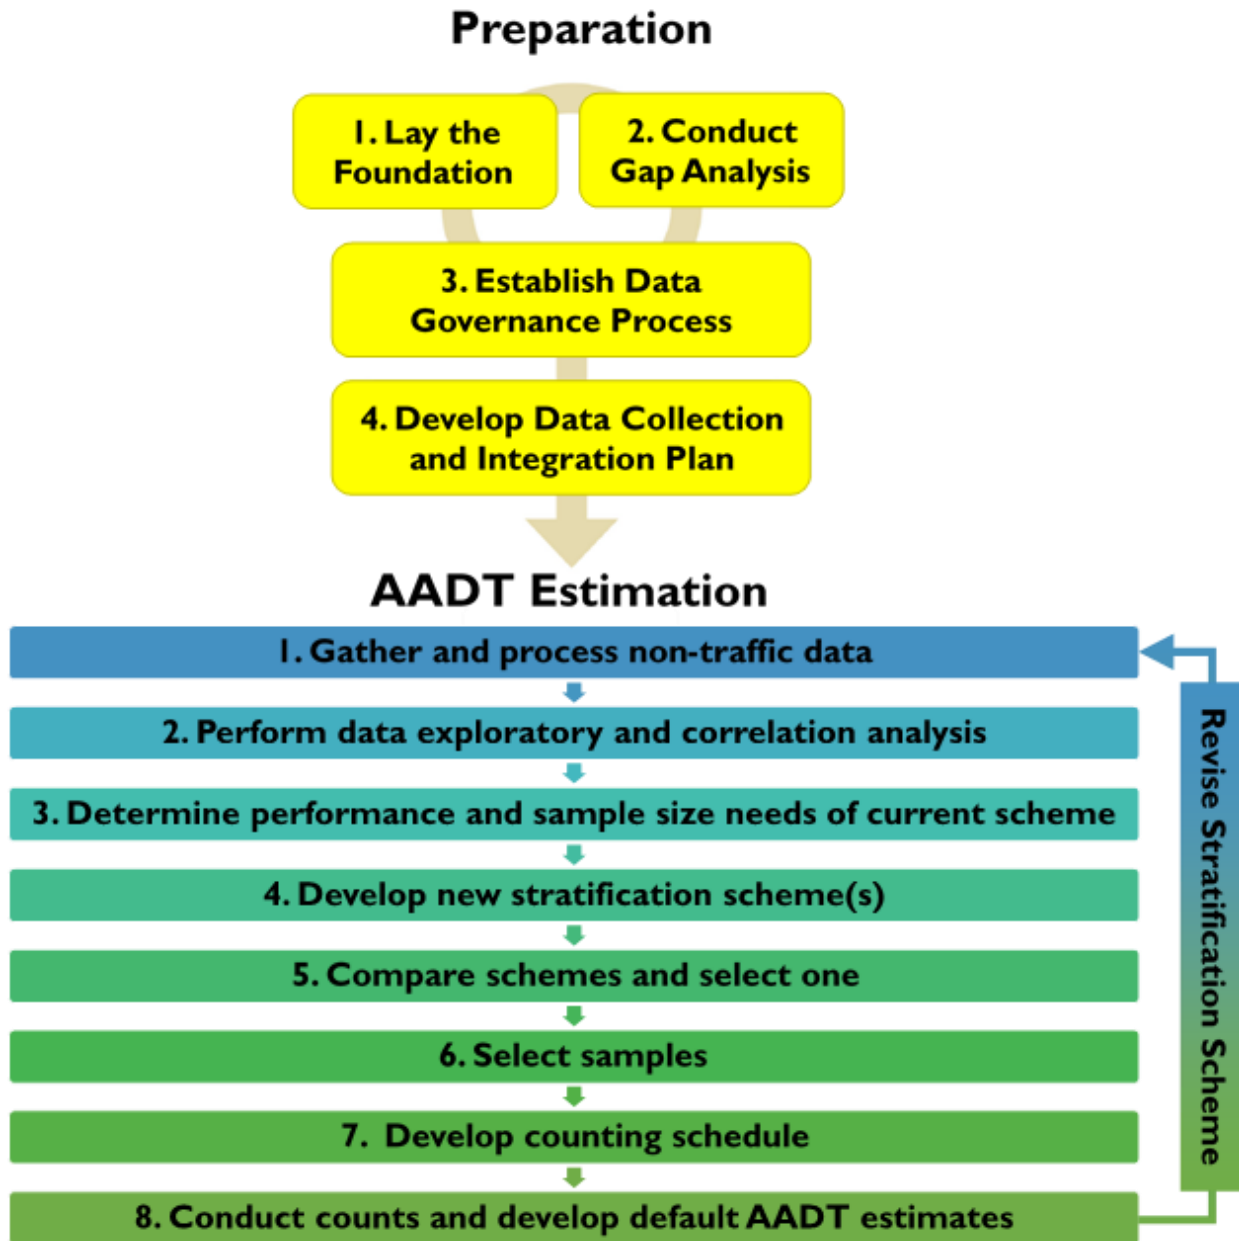 Preparation
1. Lay the
Foundation
2. Conduct
Gap Analysis
3. Establish Data
Governance Process
4. Develop Data Collection
and Integration Plan
AADT Estimation
1. Gather and process non-traffic data
2. Perform data exploratory and correlation analysis
3. Determine performance and sample size needs of current scheme
4. Develop new stratification scheme(s)
5. Compare schemes and select one
6. Select samples
7. Develop counting schedule
8. Conduct counts and develop default AADT estimates
Revise Stratification Scheme